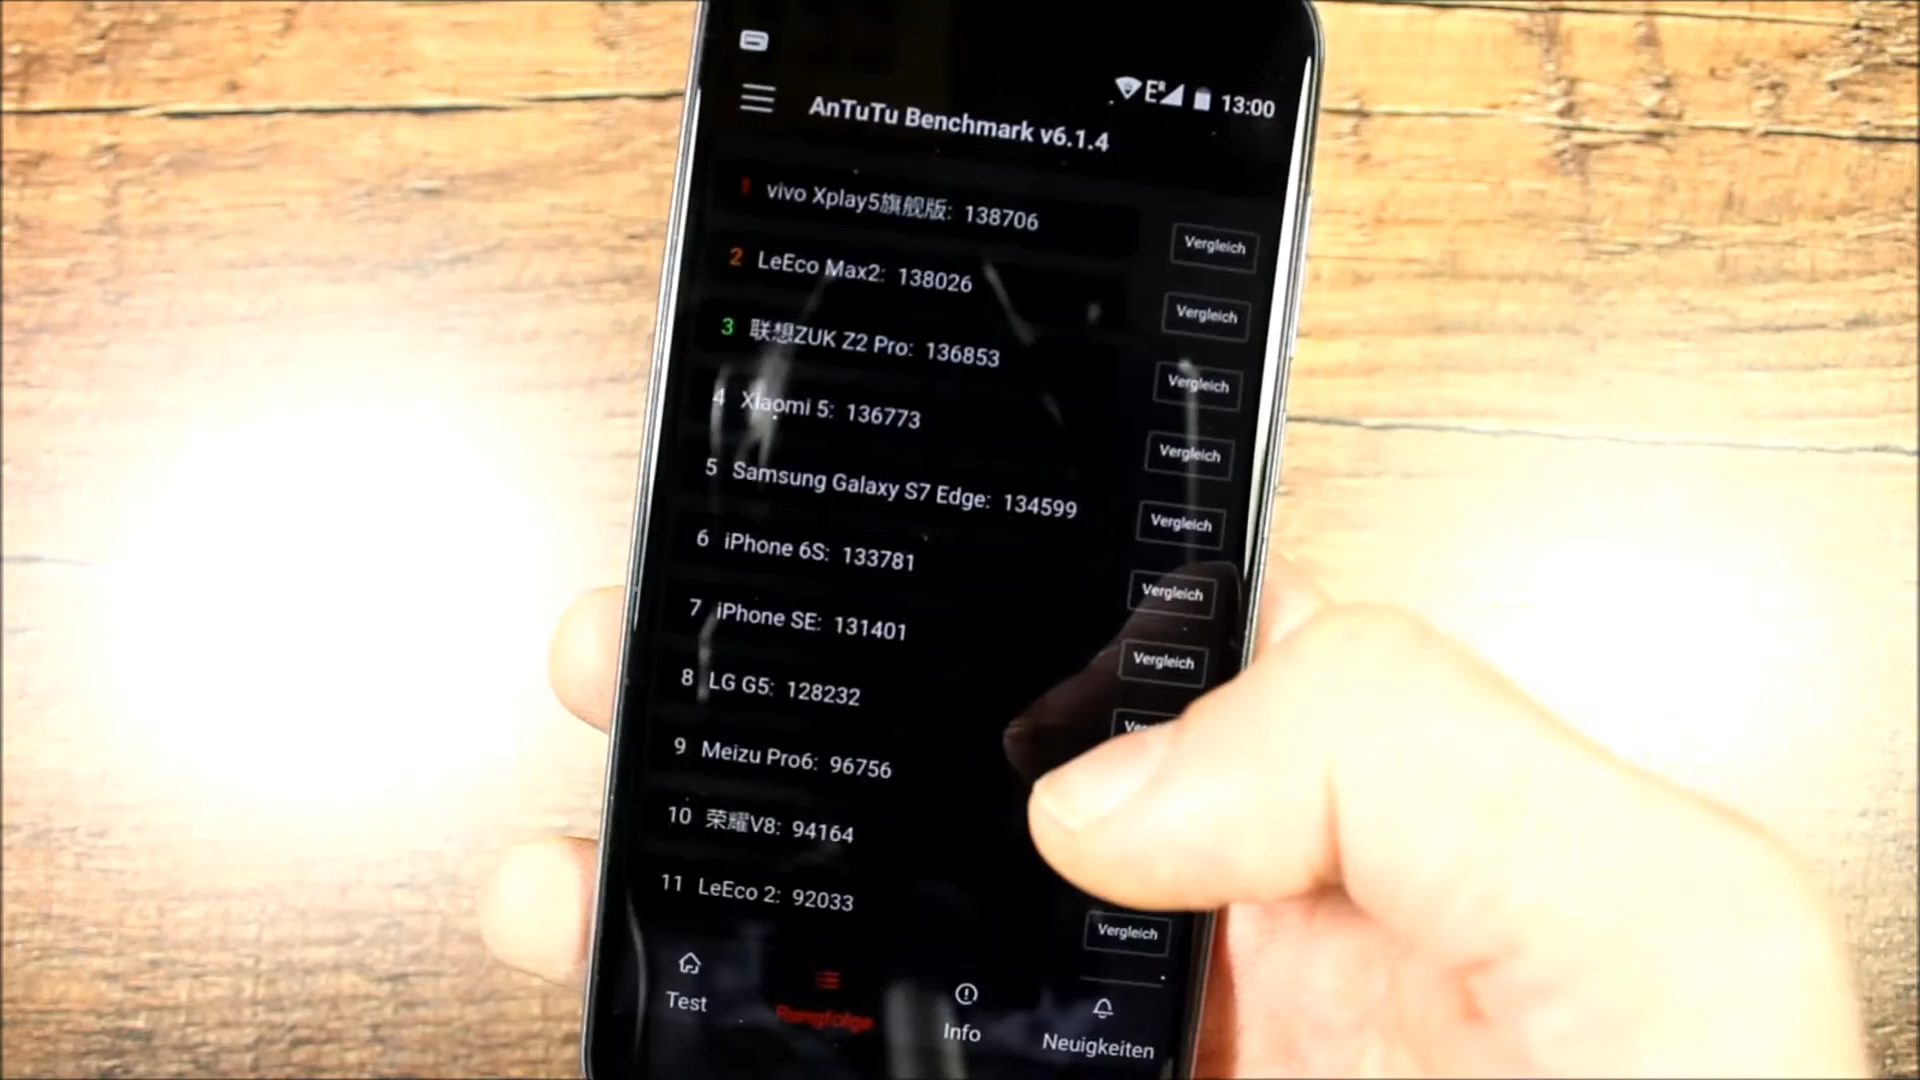 E 13:00
AnTuTu Benchmark v6.1.4
1 vivo Xplay5旗舰版: 138706 Vergleich
2 LeEco Max2: 138026 Vergleich
3 联想ZUK Z2 Pro: 136853 Vergleich
4 Xiaomi 5: 136773 Vergleich
5 Samsung Galaxy S7 Edge: 134599 Vergleich
6 iPhone 6S: 133781 Vergleich
7 iPhone SE: 131401 Vergleich
8 LG G5: 128232
9 Meizu Pro6: 96756
10 荣耀V8: 94164
11 LeEco 2: 92033 Vergleich
Test Rangfolge Info Neuigkeiten